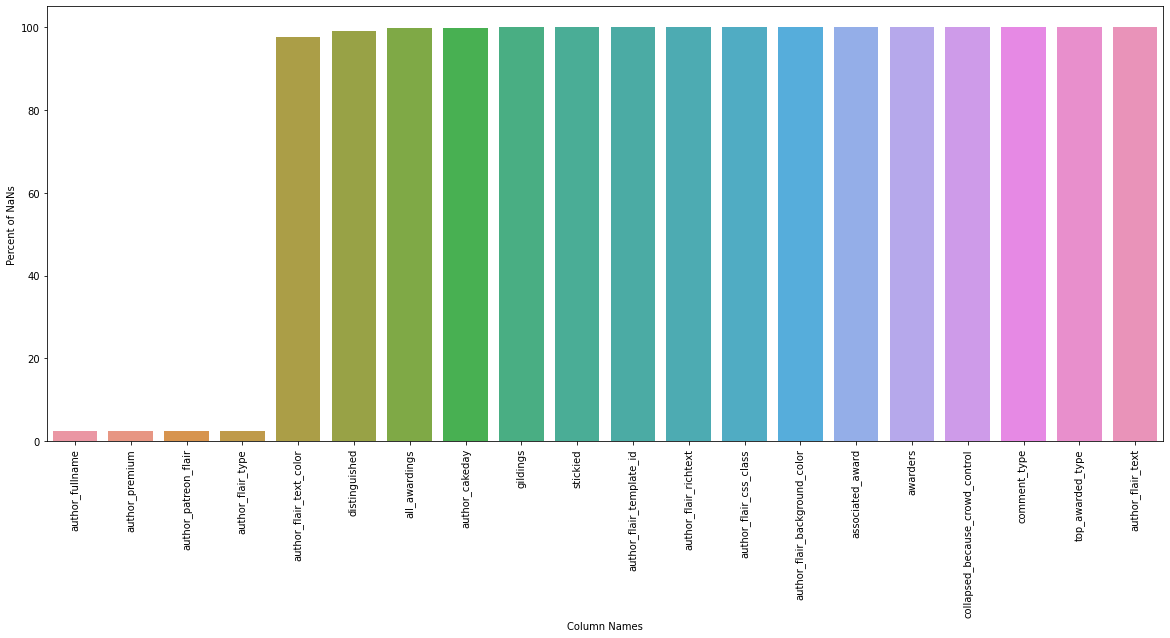 100
80
60
40
20
0
Percent of NaNs
author_fullname
author_premium
author_patreon_flair
author_flair_type
author_flair_text_color
distinguished
all_awardings
author_cakeday
gildings
stickied
author_flair_template_id
author_flair_richtext
author_flair_css_class
author_flair_background_color
associated_award
awarders
collapsed_because_crowd_control
comment_type
top_awarded_type
author_flair_text
Column Names